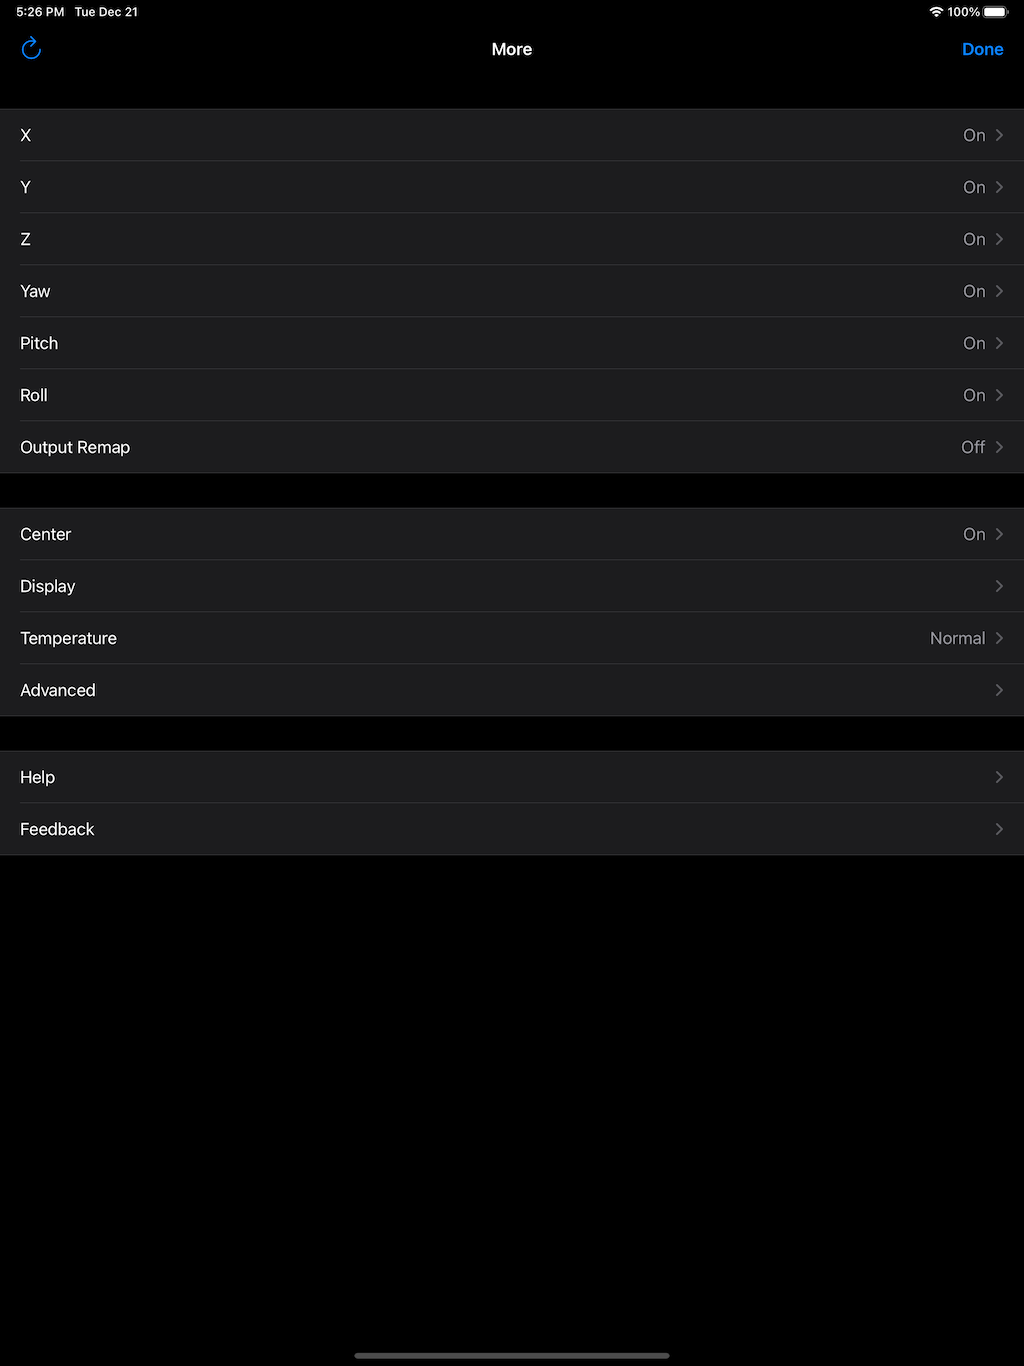 5:26 PM Tue Dec 21 100%
More Done
X On
Y On
Z On
Yaw On
Pitch On
Roll On
Output Remap Off
Center On
Display
Temperature Normal
Advanced
Help
Feedback